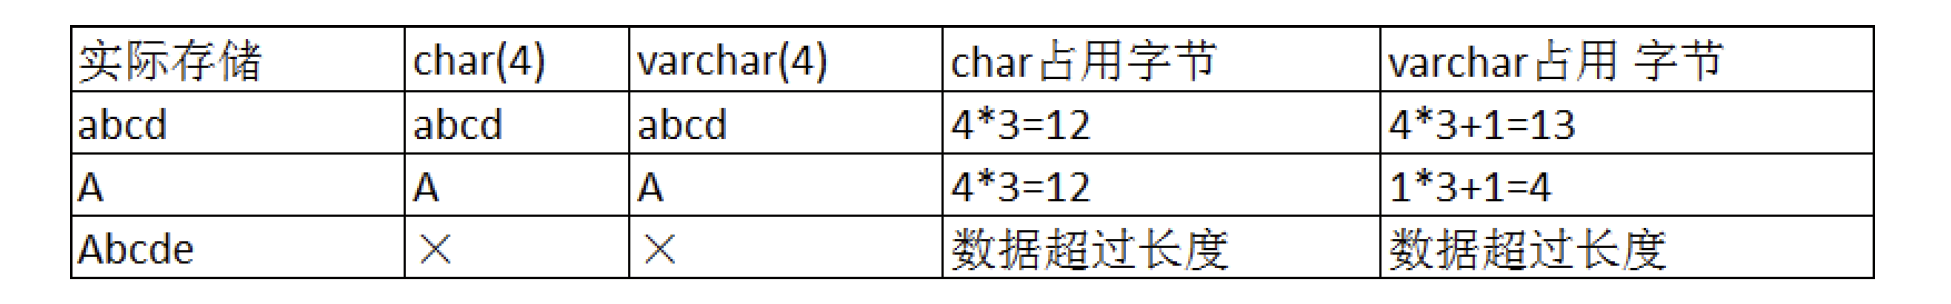 实际存储 char(4) varchar(4) char占用字节 varchar占用 字节
abcd abcd abcd 4*3=12 4*3+1=13
A A A 4*3=12 1*3+1=4
Abcde × × 数据超过长度 数据超过长度